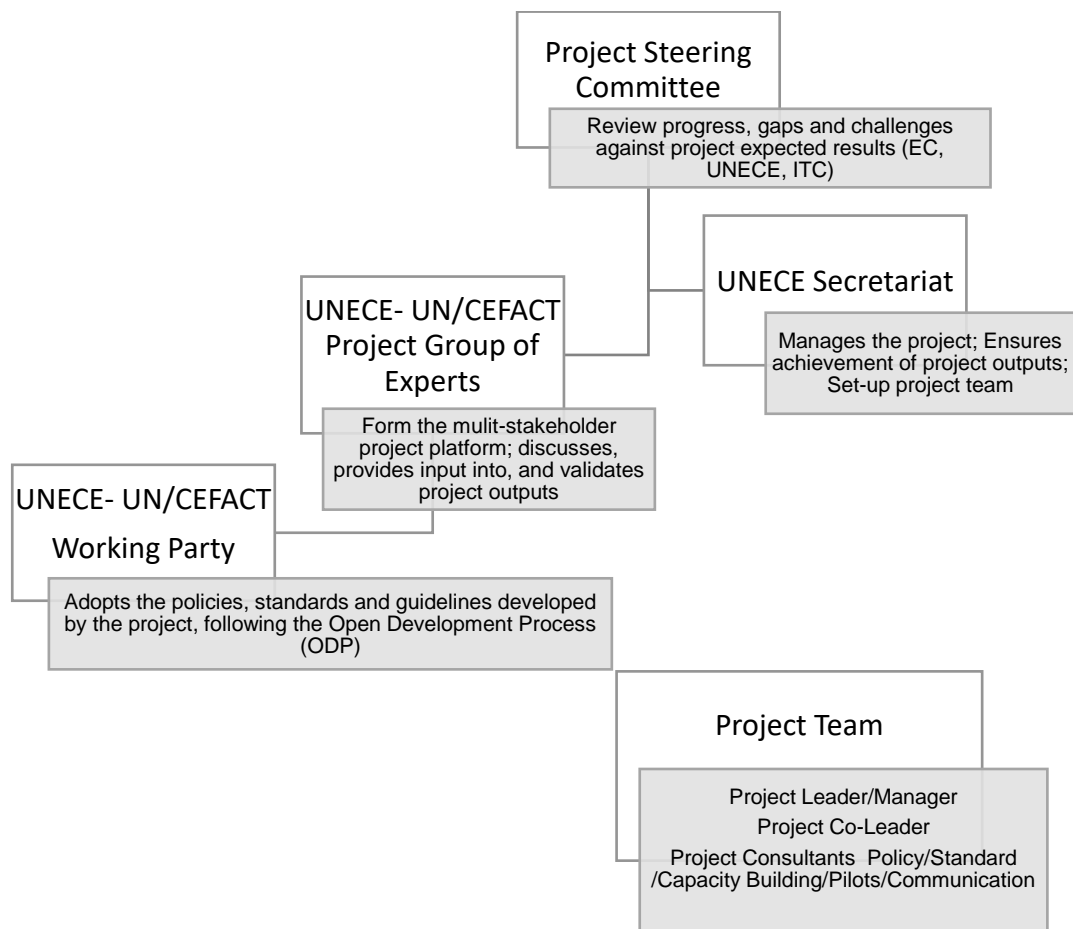 Project Steering
Committee
Review progress, gaps and challenges
against project expected results (EC,
UNECE, ITC)
UNECE Secretariat
Manages the project; Ensures
achievement of project outputs;
Set-up project team
UNECE- UN/CEFACT
Project Group of
Experts
Form the mulit-stakeholder
project platform; discusses,
provides input into, and validates
project outputs
UNECE- UN/CEFACT
Working Party
Adopts the policies, standards and guidelines developed
by the project, following the Open Development Process
(ODP)
Project Team
Project Leader/Manager
Project Co-Leader
Project Consultants Policy/Standard
/Capacity Building/Pilots/Communication